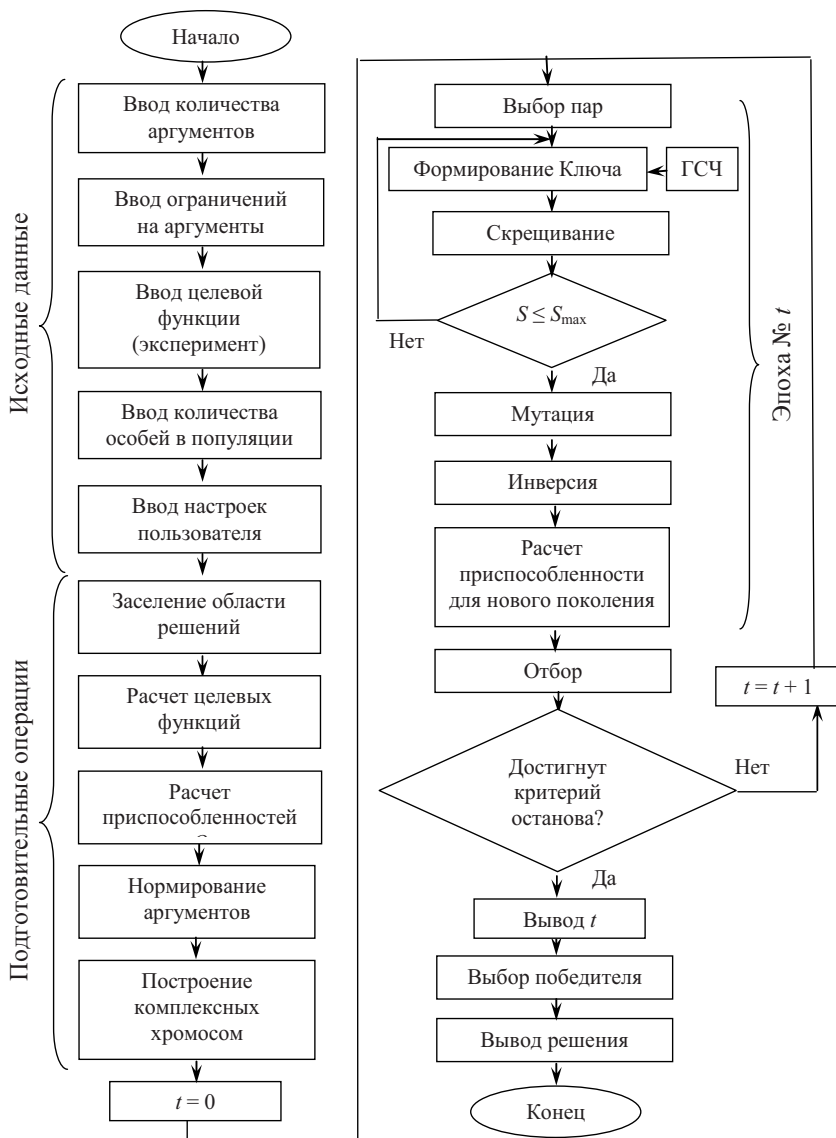 Начало
Ввод количества
аргументов
Ввод ограничений
на аргументы
Ввод целевой
функции
(эксперимент)
Ввод количества
особей в популяции
Ввод настроек
пользователя
Исходные данные
Заселение области
решений
Расчет целевых
функций
Расчет
приспособленностей
Нормирование
аргументов
Построение
комплексных
хромосом
Подготовительные операции
t = 0
Выбор пар
Формирование Ключа
ГСЧ
Скрещивание
S ≤ Smax
Нет
Да
Мутация
Инверсия
Расчет
приспособленности
для нового поколения
Эпоха № t
Отбор
t = t + 1
Достигнут
критерий
останова?
Нет
Да
Вывод t
Выбор победителя
Вывод решения
Конец